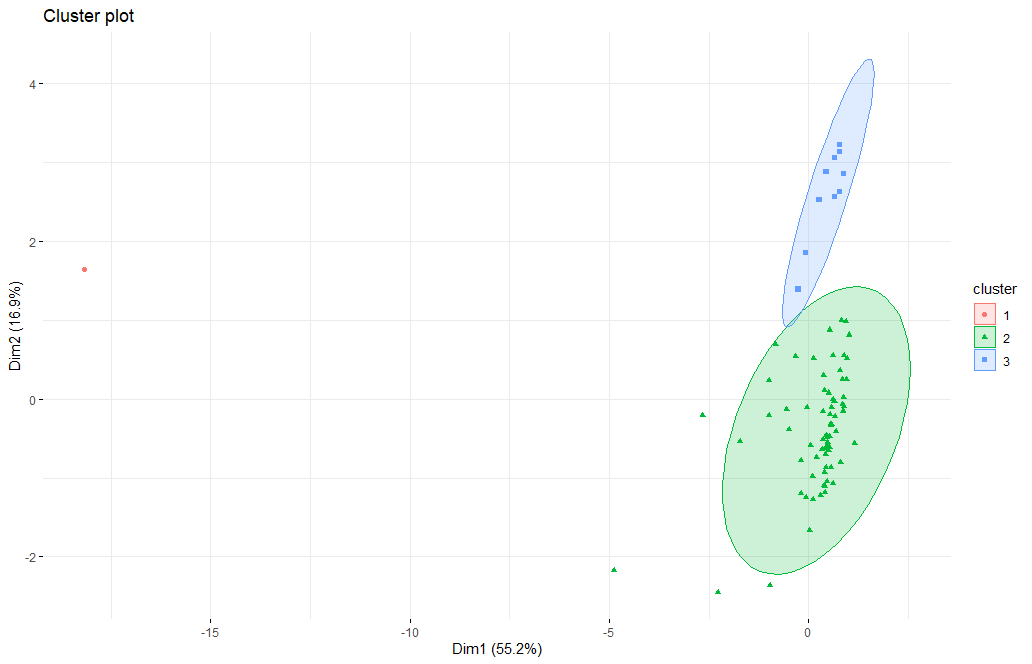 Cluster plot
4
2
0
-2
Dim2 (16.9%)
-15
-10
-5
0
Dim1 (55.2%)
cluster
1
2
3